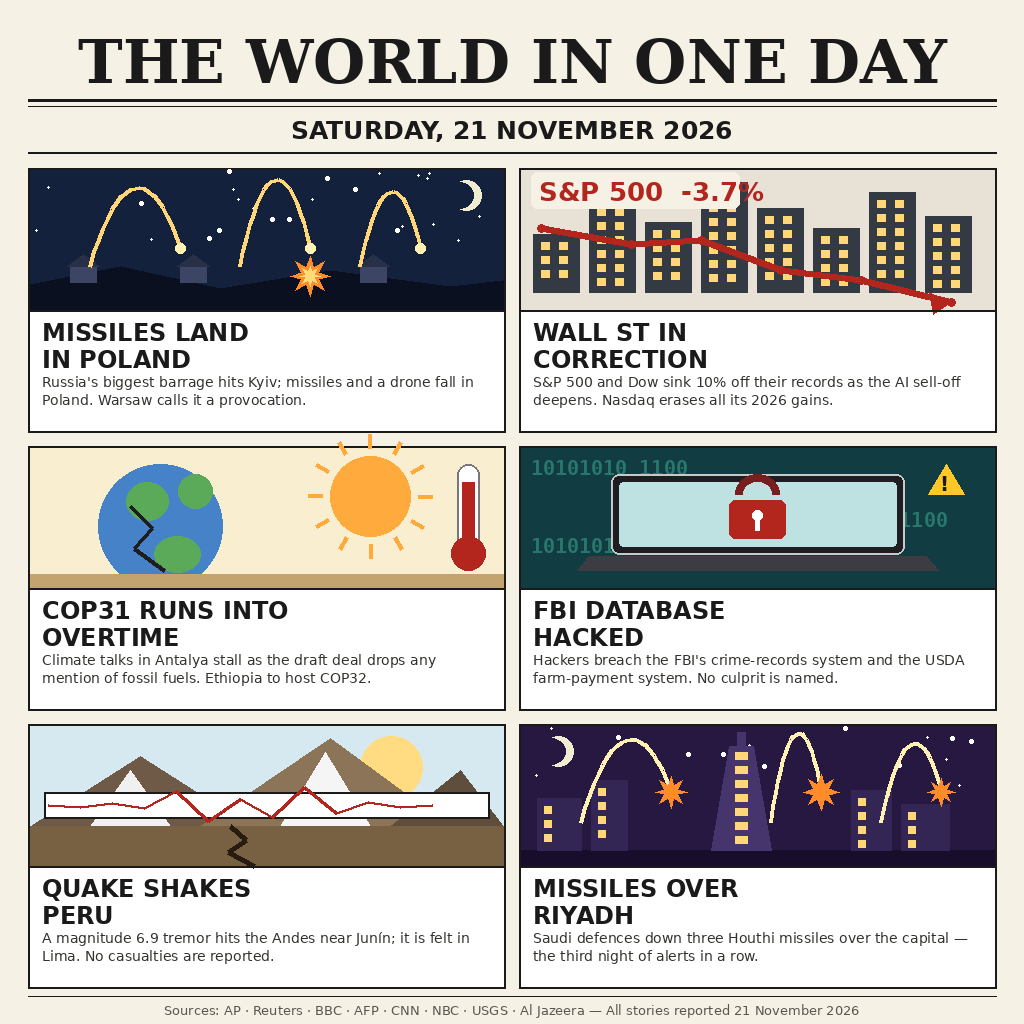 THE WORLD IN ONE DAY
SATURDAY, 21 NOVEMBER 2026
MISSILES LAND
IN POLAND
Russia's biggest barrage hits Kyiv; missiles and a drone fall in
Poland. Warsaw calls it a provocation.
S&P 500 -3.7%
WALL ST IN
CORRECTION
S&P 500 and Dow sink 10% off their records as the AI sell-off
deepens. Nasdaq erases all its 2026 gains.
COP31 RUNS INTO
OVERTIME
Climate talks in Antalya stall as the draft deal drops any
mention of fossil fuels. Ethiopia to host COP32.
10101010 1100
!
1100
1010101
FBI DATABASE
HACKED
Hackers breach the FBI's crime-records system and the USDA
farm-payment system. No culprit is named.
QUAKE SHAKES
PERU
A magnitude 6.9 tremor hits the Andes near Junín; it is felt in
Lima. No casualties are reported.
MISSILES OVER
RIYADH
Saudi defences down three Houthi missiles over the capital —
the third night of alerts in a row.
Sources: AP · Reuters · BBC · AFP · CNN · NBC · USGS · Al Jazeera — All stories reported 21 November 2026